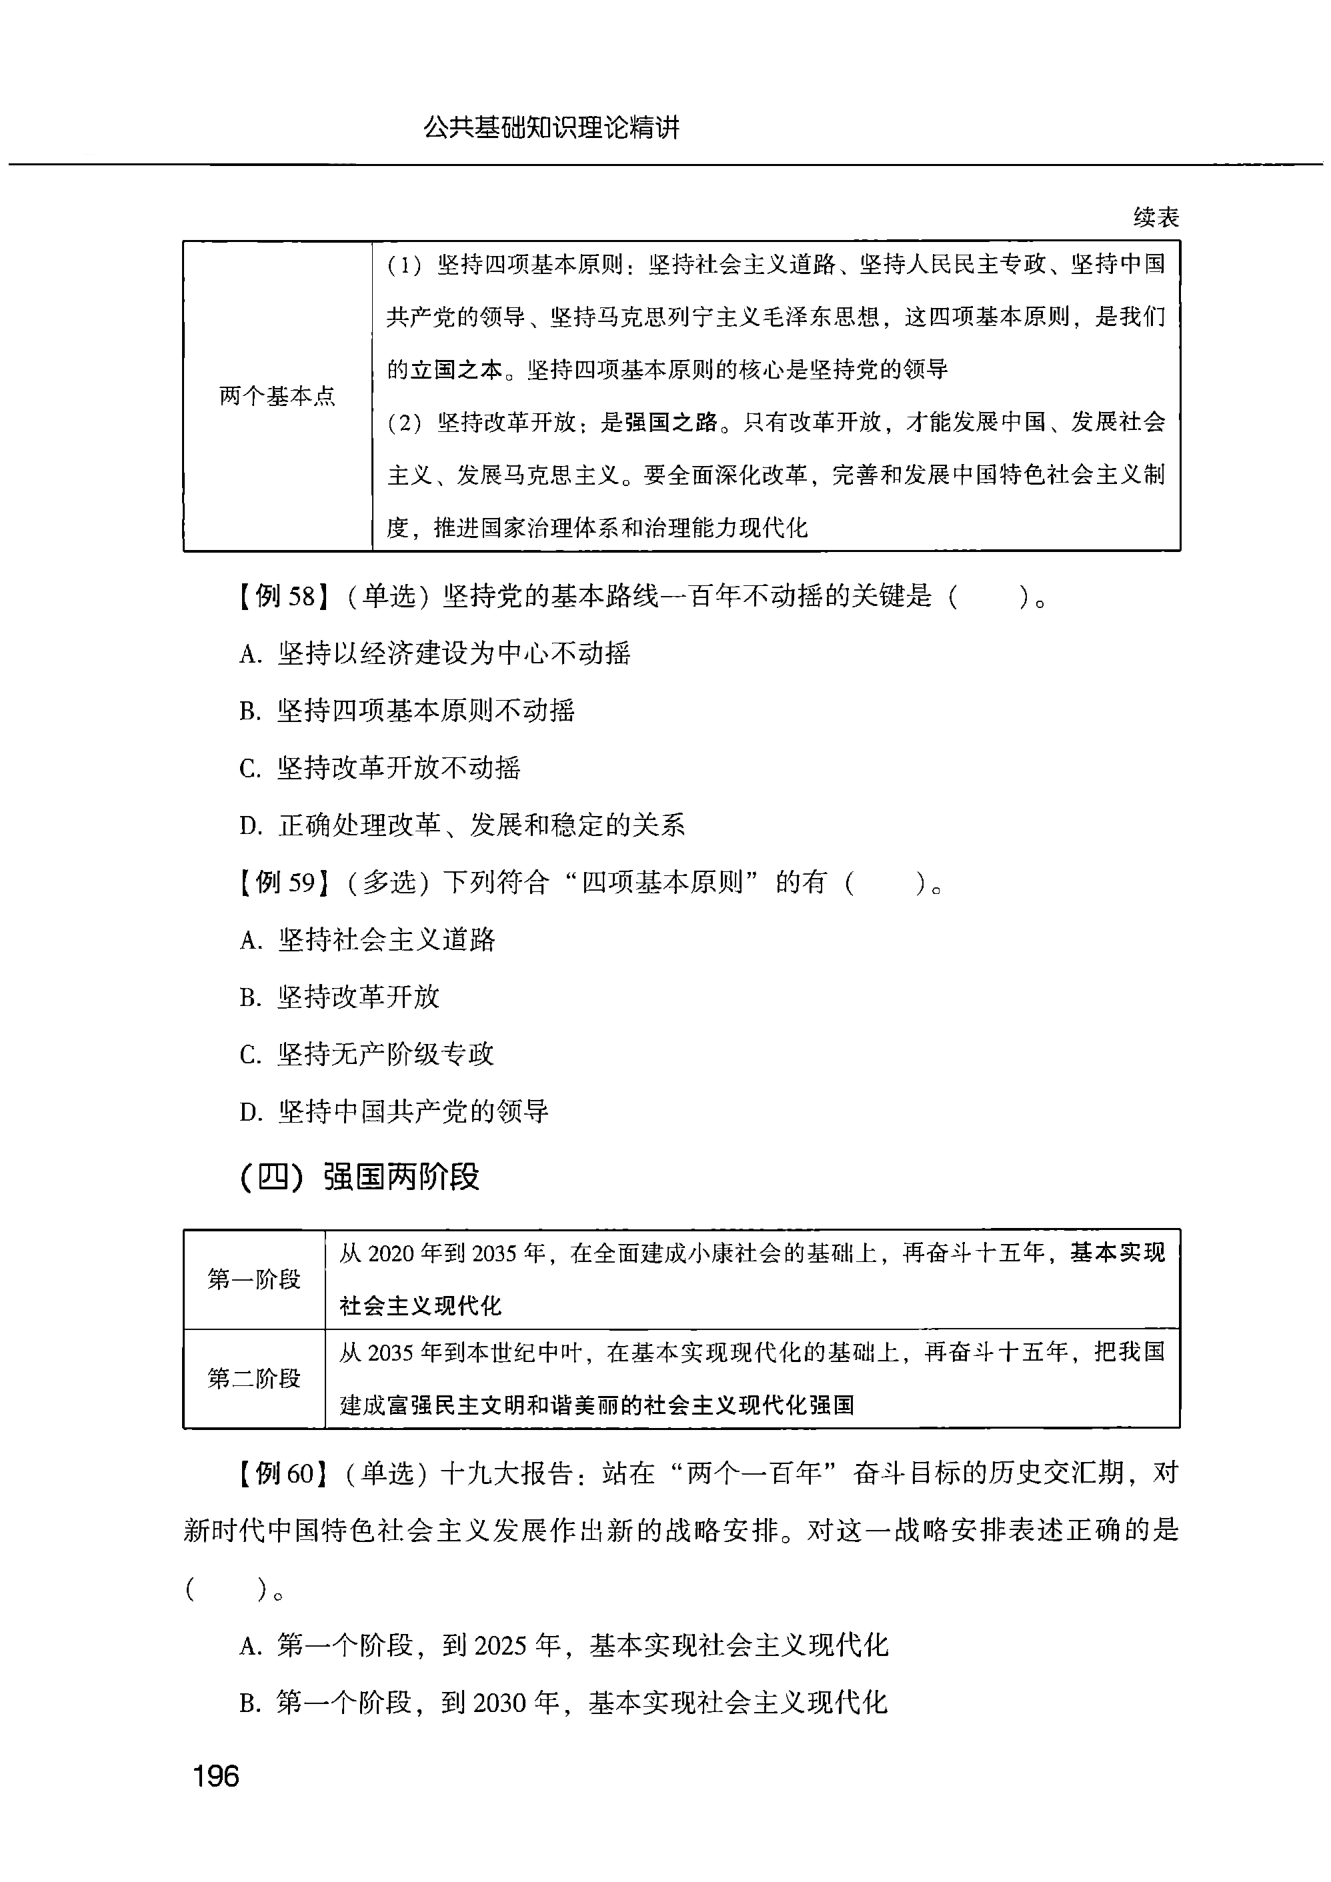 公共基础知识理论精讲
续表
两个基本点
(1) 坚持四项基本原则：坚持社会主义道路、坚持人民民主专政、坚持中国
共产党的领导、坚持马克思列宁主义毛泽东思想，这四项基本原则，是我们
的立国之本。坚持四项基本原则的核心是坚持党的领导
(2) 坚持改革开放：是强国之路。只有改革开放，才能发展中国、发展社会
主义、发展马克思主义。要全面深化改革，完善和发展中国特色社会主义制
度，推进国家治理体系和治理能力现代化
【例 58】(单选) 坚持党的基本路线一百年不动摇的关键是 (　　)。
A. 坚持以经济建设为中心不动摇
B. 坚持四项基本原则不动摇
C. 坚持改革开放不动摇
D. 正确处理改革、发展和稳定的关系
【例 59】(多选) 下列符合“四项基本原则”的有 (　　)。
A. 坚持社会主义道路
B. 坚持改革开放
C. 坚持无产阶级专政
D. 坚持中国共产党的领导
(四) 强国两阶段
第一阶段
从 2020 年到 2035 年，在全面建成小康社会的基础上，再奋斗十五年，基本实现
社会主义现代化
第二阶段
从 2035 年到本世纪中叶，在基本实现现代化的基础上，再奋斗十五年，把我国
建成富强民主文明和谐美丽的社会主义现代化强国
【例 60】(单选) 十九大报告：站在“两个一百年”奋斗目标的历史交汇期，对
新时代中国特色社会主义发展作出新的战略安排。对这一战略安排表述正确的是
(　　)。
A. 第一个阶段，到 2025 年，基本实现社会主义现代化
B. 第一个阶段，到 2030 年，基本实现社会主义现代化
196